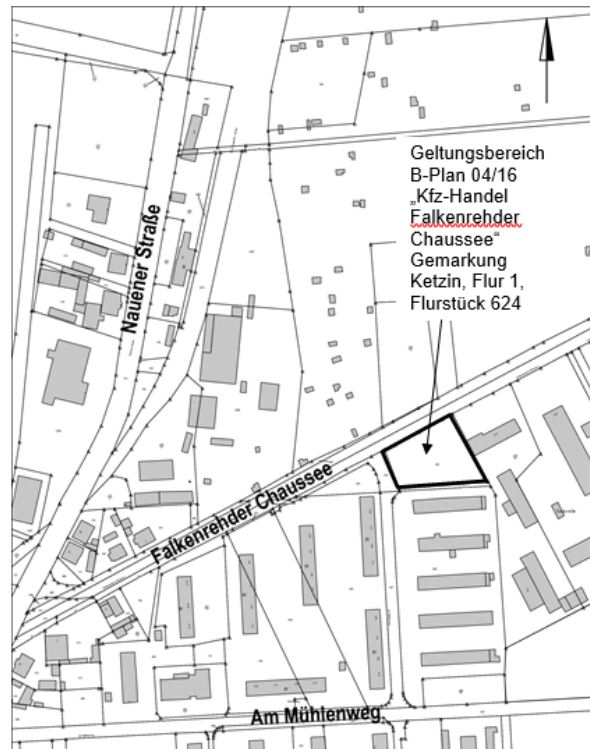 Geltungsbereich
B-Plan 04/16
„Kfz-Handel
Falkenrehder
Chaussee“
Gemarkung
Ketzin, Flur 1,
Flurstück 624
Nauener Straße
Falkenrehder Chaussee
Am Mühlenweg